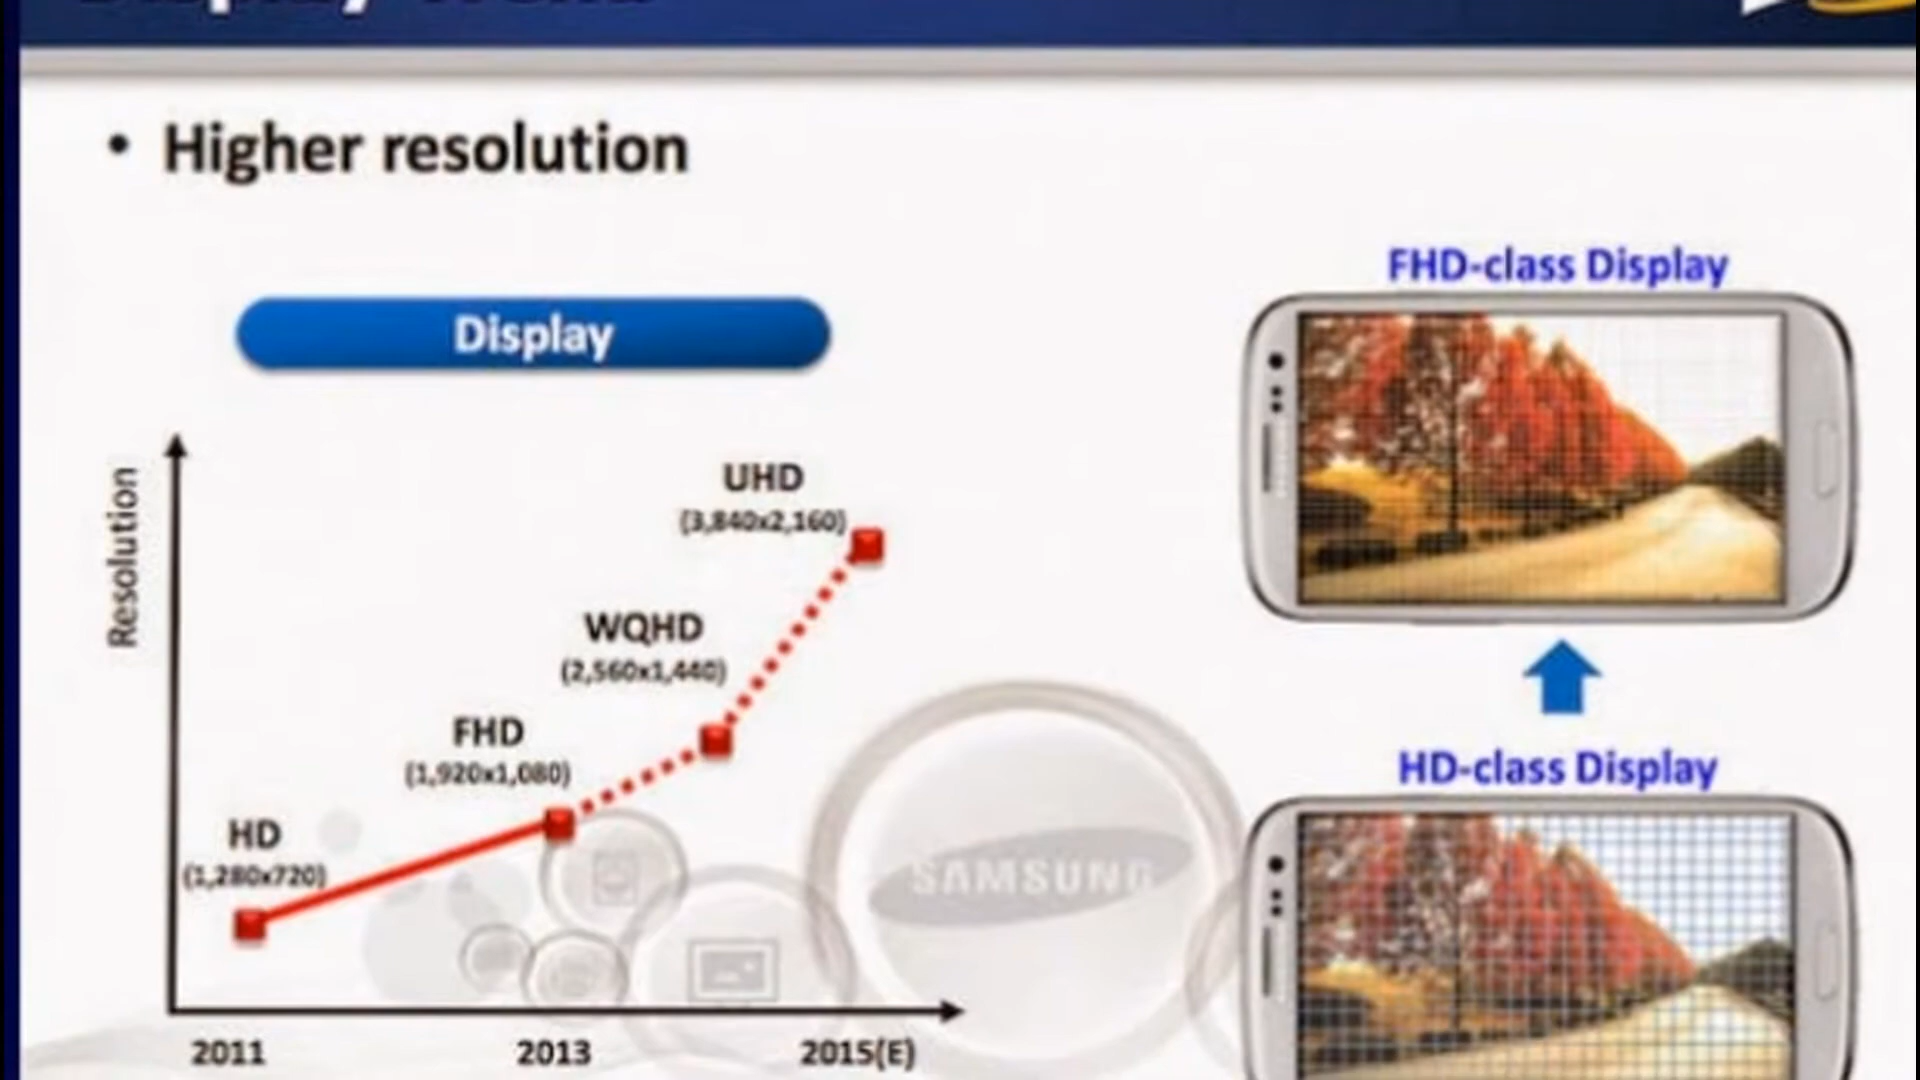 • Higher resolution
Display
Resolution
UHD
(3,840x2,160)
WQHD
(2,560x1,440)
FHD
(1,920x1,080)
HD
(1,280x720)
2011
2013
2015(E)
SAMSUNG
FHD-class Display
HD-class Display